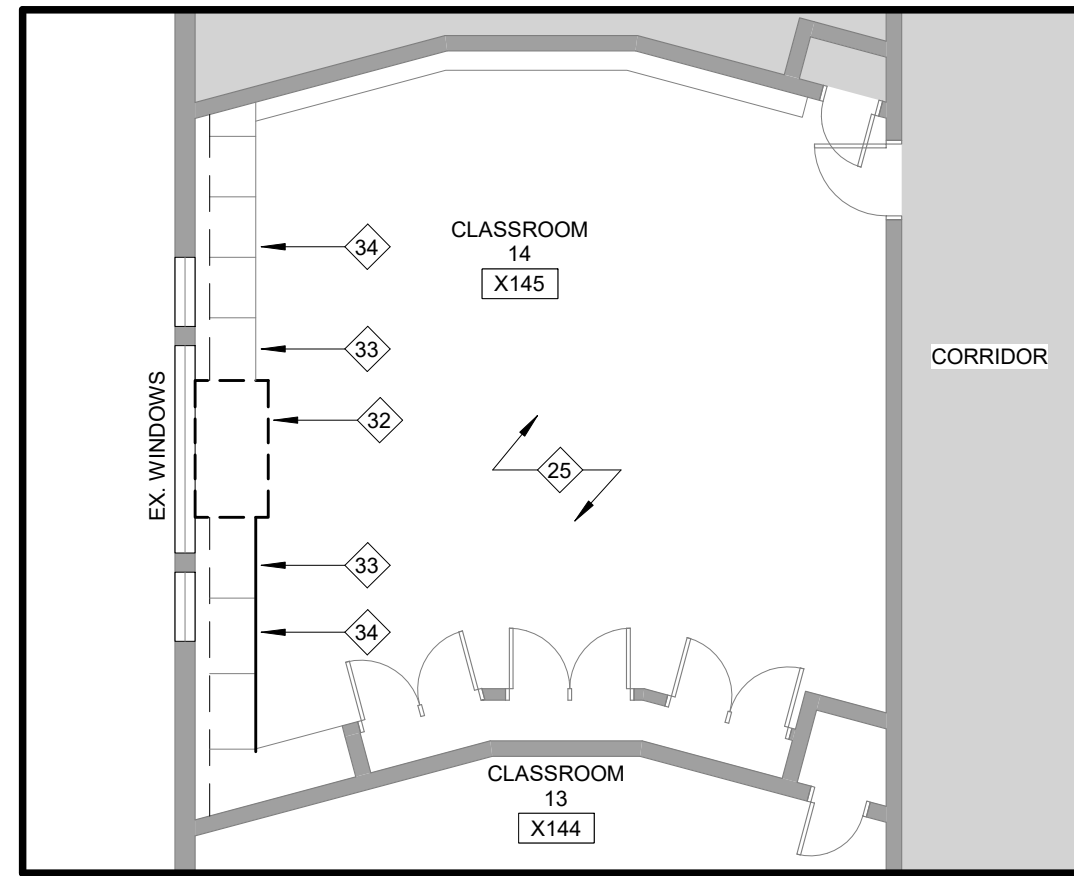 CLASSROOM
14
X145
34
33
CORRIDOR
EX. WINDOWS
32
25
33
34
CLASSROOM
13
X144